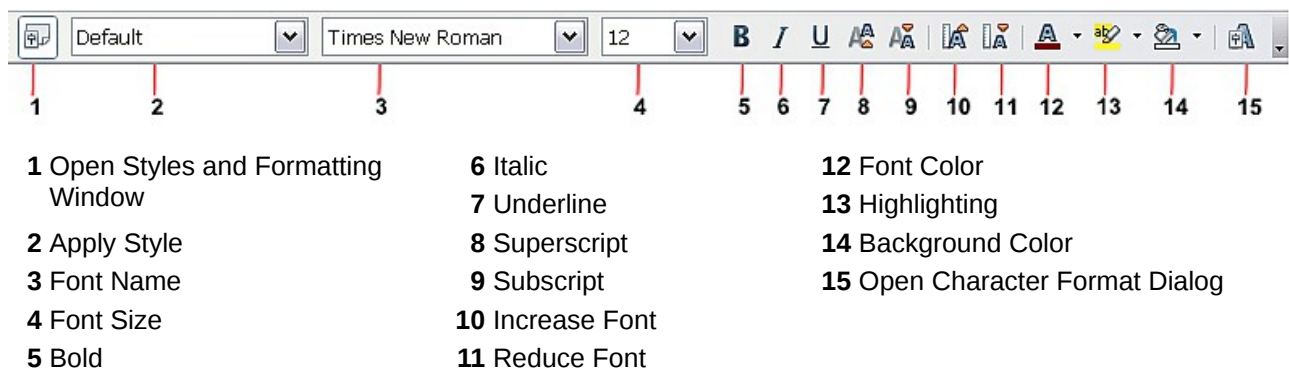 Default Times New Roman 12 B I U
1 2 3 4 5 6 7 8 9 10 11 12 13 14 15
1 Open Styles and Formatting
Window
2 Apply Style
3 Font Name
4 Font Size
5 Bold
6 Italic
7 Underline
8 Superscript
9 Subscript
10 Increase Font
11 Reduce Font
12 Font Color
13 Highlighting
14 Background Color
15 Open Character Format Dialog